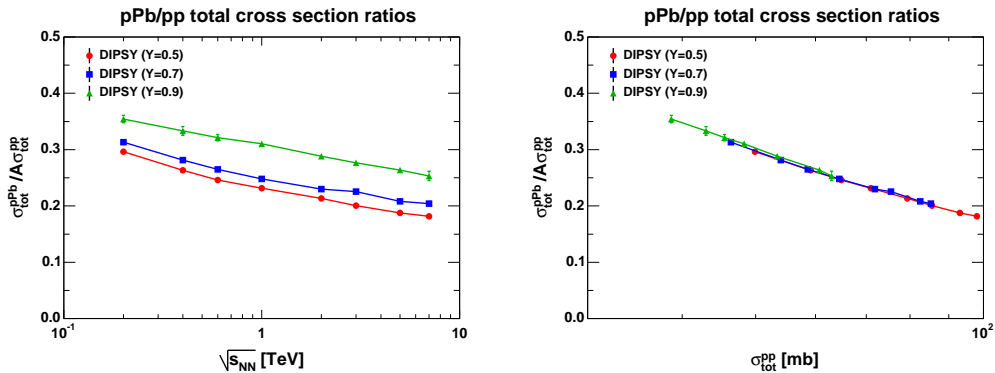 pPb/pp total cross section ratios
σ_tot^pPb/Aσ_tot^pp
0.5
0.4
0.3
0.2
0.1
0.0
DIPSY (Y=0.5)
DIPSY (Y=0.7)
DIPSY (Y=0.9)
10^-1 1 10
√s_NN [TeV]
pPb/pp total cross section ratios
σ_tot^pPb/Aσ_tot^pp
0.5
0.4
0.3
0.2
0.1
0.0
DIPSY (Y=0.5)
DIPSY (Y=0.7)
DIPSY (Y=0.9)
10^2
σ_tot^pp [mb]